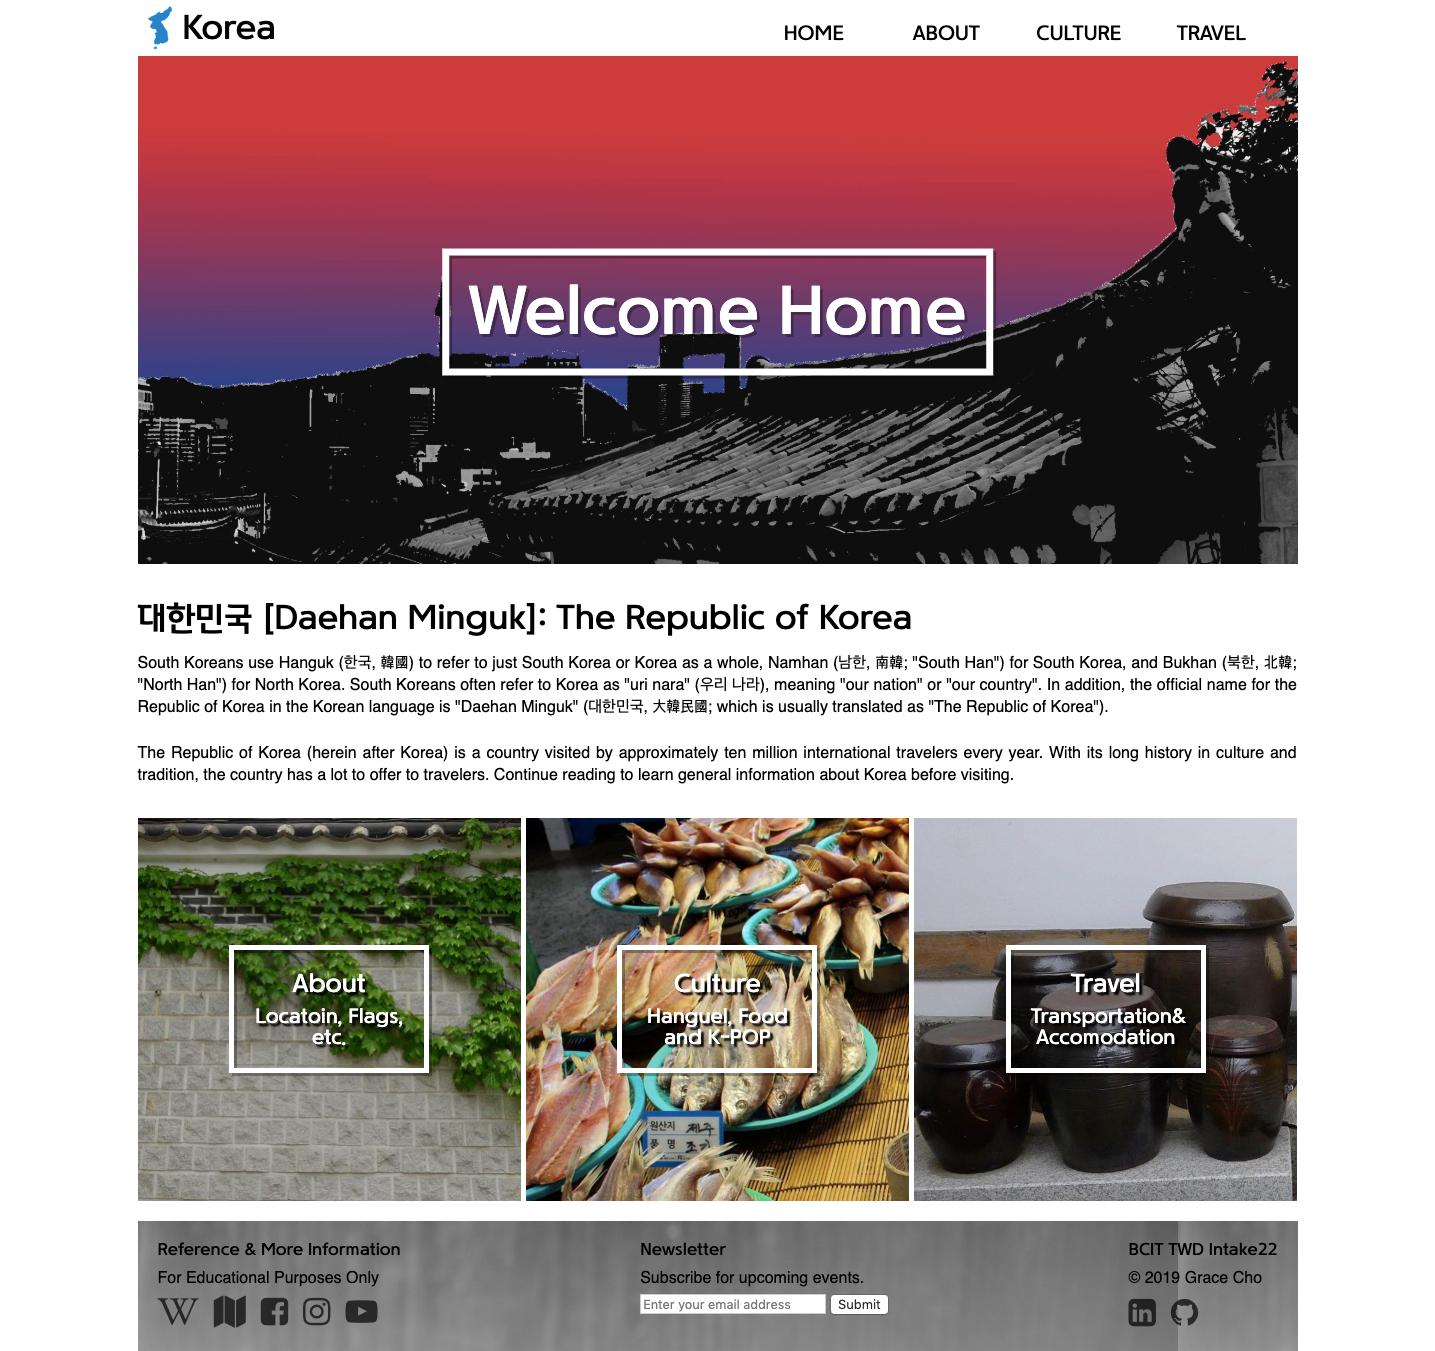 Korea
HOME ABOUT CULTURE TRAVEL
Welcome Home
대한민국 [Daehan Minguk]: The Republic of Korea
South Koreans use Hanguk (한국, 韓國) to refer to just South Korea or Korea as a whole, Namhan (남한, 南韓; "South Han") for South Korea, and Bukhan (북한, 北韓;
"North Han") for North Korea. South Koreans often refer to Korea as "uri nara" (우리 나라), meaning "our nation" or "our country". In addition, the official name for the
Republic of Korea in the Korean language is "Daehan Minguk" (대한민국, 大韓民國; which is usually translated as "The Republic of Korea").
The Republic of Korea (herein after Korea) is a country visited by approximately ten million international travelers every year. With its long history in culture and
tradition, the country has a lot to offer to travelers. Continue reading to learn general information about Korea before visiting.
About
Locatoin, Flags,
etc.
Culture
Hanguel, Food
and K-POP
원산지 제주
품명 조기
Travel
Transportation&
Accomodation
Reference & More Information
For Educational Purposes Only
Newsletter
Subscribe for upcoming events.
Enter your email address Submit
BCIT TWD Intake22
© 2019 Grace Cho